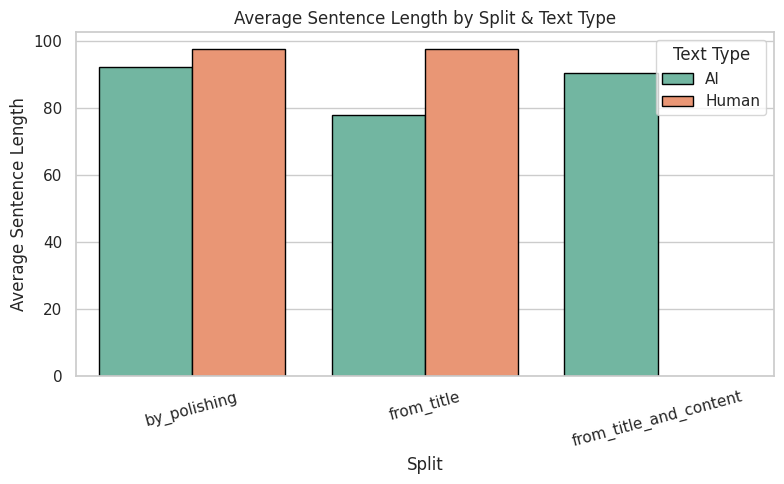 Average Sentence Length by Split & Text Type
Text Type
AI
Human
Average Sentence Length
100
80
60
40
20
0
by_polishing
from_title
from_title_and_content
Split